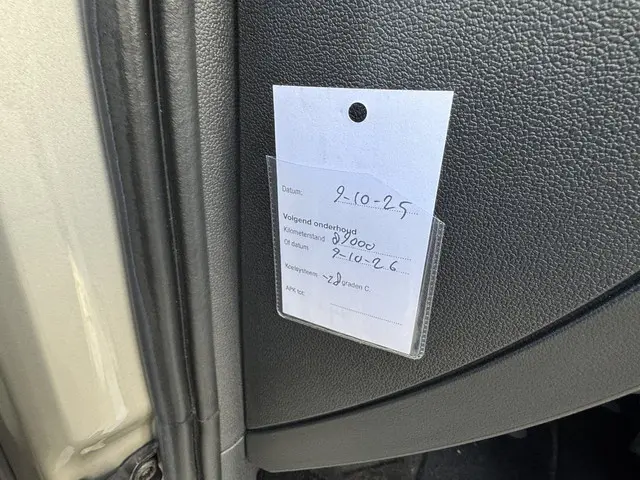 Datum: 9-10-25
Volgend onderhoud
Kilometerstand 89000
Of datum: 9-10-26
Koelsysteem: -28 graden C.
APK tot: